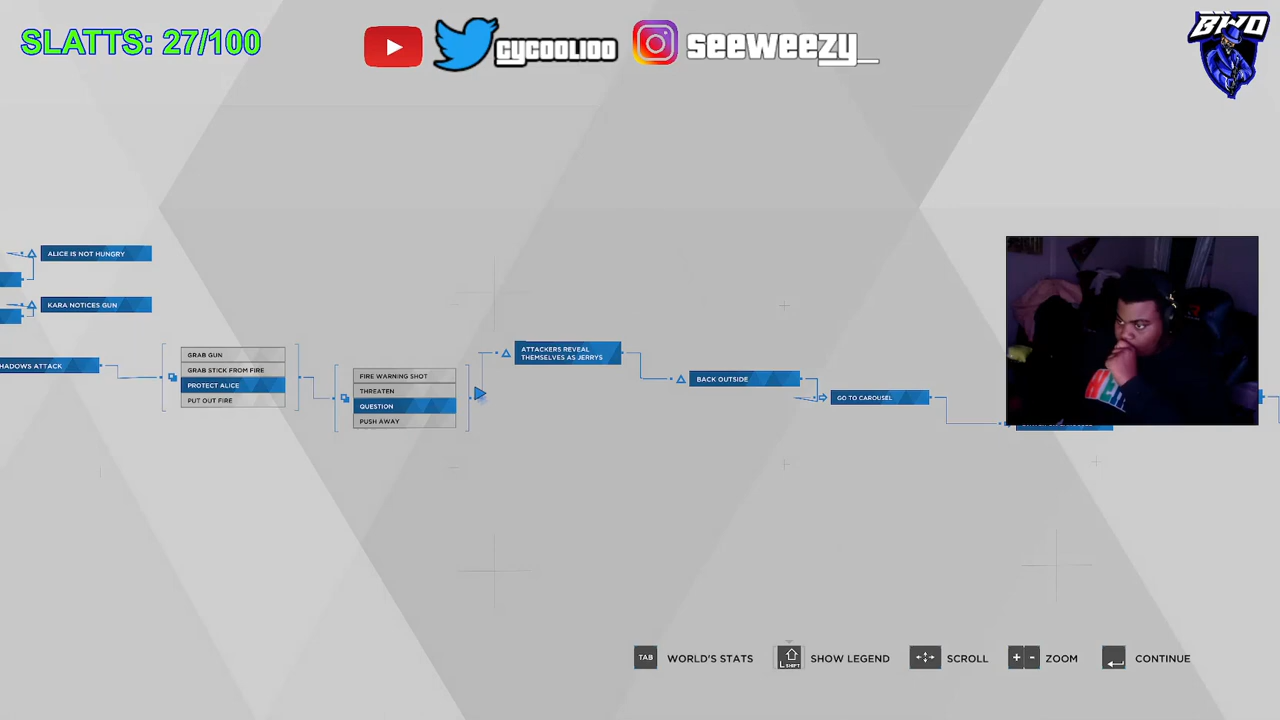 SLATTS: 27/100
CYCOOL100
seeweezy_
BWO
ALICE IS NOT HUNGRY
KARA NOTICES GUN
HADOWS ATTACK
GRAB GUN
GRAB STICK FROM FIRE
PROTECT ALICE
PUT OUT FIRE
FIRE WARNING SHOT
THREATEN
QUESTION
PUSH AWAY
ATTACKERS REVEAL
THEMSELVES AS JERRYS
BACK OUTSIDE
GO TO CAROUSEL
TAB WORLD'S STATS
L SHIFT SHOW LEGEND
SCROLL
+ - ZOOM
CONTINUE